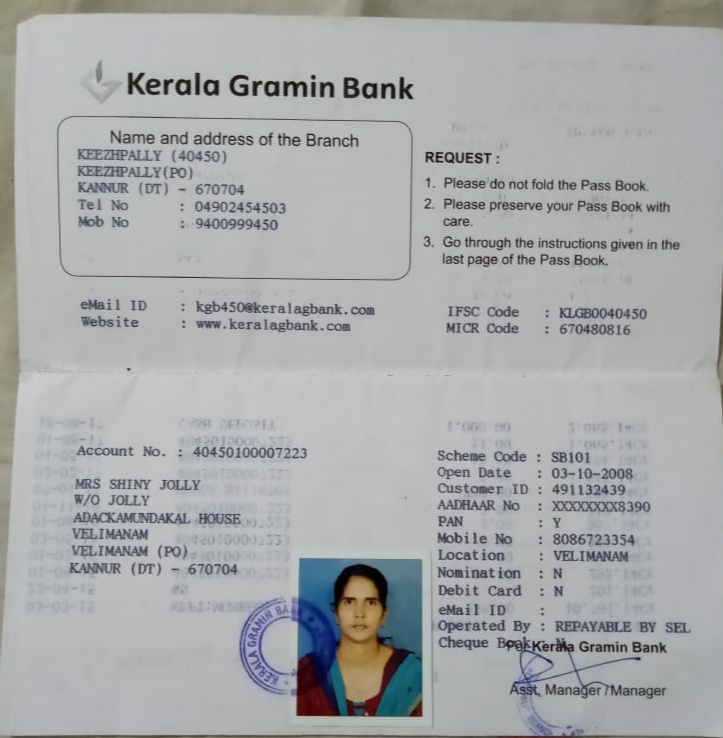 Kerala Gramin Bank
Name and address of the Branch
KEEZHPALLY (40450)
KEEZHPALLY(PO)
KANNUR (DT) - 670704
Tel No : 04902454503
Mob No : 9400999450
REQUEST :
1. Please do not fold the Pass Book.
2. Please preserve your Pass Book with
care.
3. Go through the instructions given in the
last page of the Pass Book.
eMail ID : kgb450@keralagbank.com
Website : www.keralagbank.com
IFSC Code : KLGB0040450
MICR Code : 670480816
Account No. : 40450100007223
MRS SHINY JOLLY
W/O JOLLY
ADACKAMUNDAKAL HOUSE
VELIMANAM
VELIMANAM (PO)
KANNUR (DT) - 670704
KERALA GRAMIN BA
Scheme Code : SB101
Open Date : 03-10-2008
Customer ID : 491132439
AADHAAR No : XXXXXXXX8390
PAN : Y
Mobile No : 8086723354
Location : VELIMANAM
Nomination : N
Debit Card : N
eMail ID :
Operated By : REPAYABLE BY SEL
Cheque Book
Kerala Gramin Bank
Asst. Manager/Manager